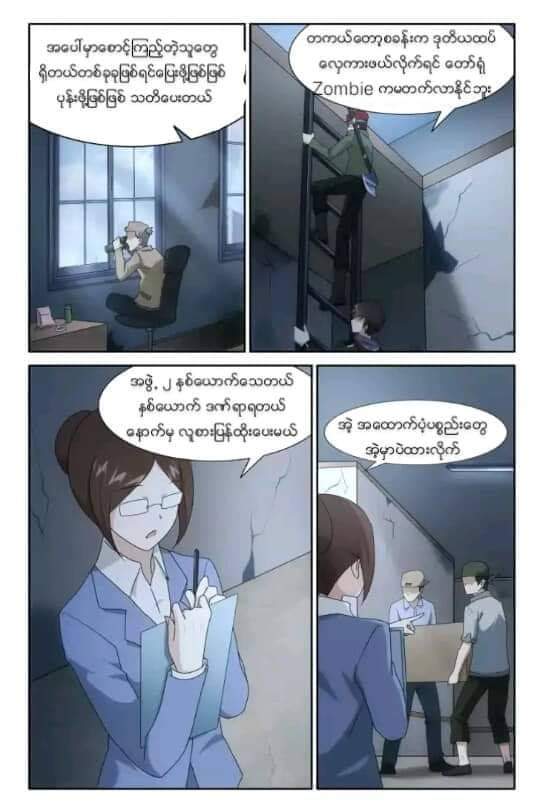 အပေါ်မှာစောင့်ကြည့်တဲ့သူတွေ
ရှိတယ်တစ်ခုခုဖြစ်ရင်ပြေးဖို့ဖြစ်ဖြစ်
ပုန်းဖို့ဖြစ်ဖြစ် သတိပေးတယ်
တကယ်တော့စခန်းက ဒုတိယထပ်
လှေကားဖယ်လိုက်ရင် တော်ရုံ
Zombie ကမတက်လာနိုင်ဘူး
အဖွဲ့ ၂ နှစ်ယောက်သေတယ်
နှစ်ယောက် ဒဏ်ရာရတယ်
နောက်မှ လူစားပြန်ထိုးပေးမယ်
အဲ့ အထောက်ပံ့ပစ္စည်းတွေ
အဲ့မှာပဲထားလိုက်